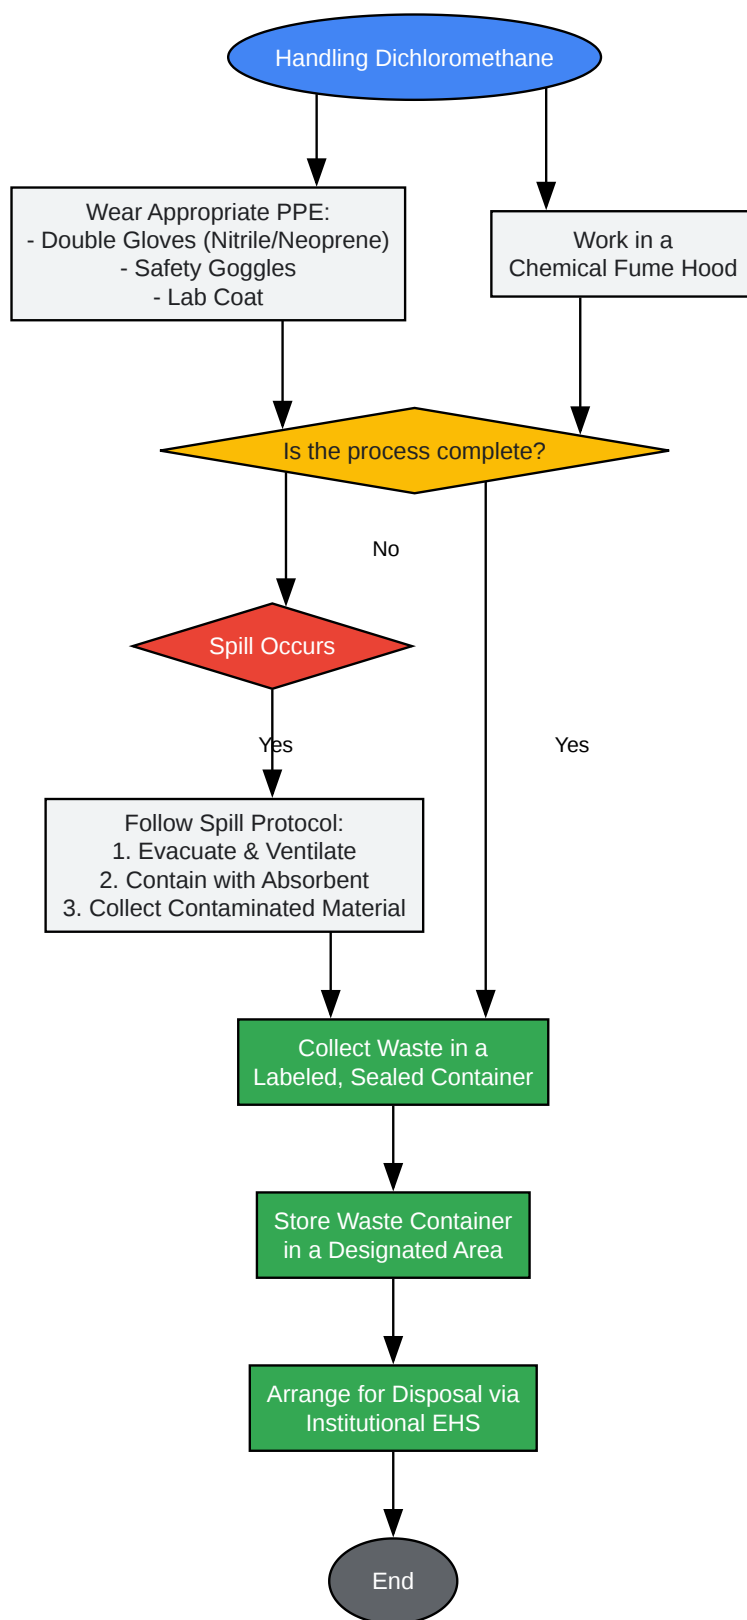 Handling Dichloromethane
Wear Appropriate PPE:
- Double Gloves (Nitrile/Neoprene)
- Safety Goggles
- Lab Coat
Work in a
Chemical Fume Hood
Is the process complete?
No
Spill Occurs
Yes
Yes
Follow Spill Protocol:
1. Evacuate & Ventilate
2. Contain with Absorbent
3. Collect Contaminated Material
Collect Waste in a
Labeled, Sealed Container
Store Waste Container
in a Designated Area
Arrange for Disposal via
Institutional EHS
End